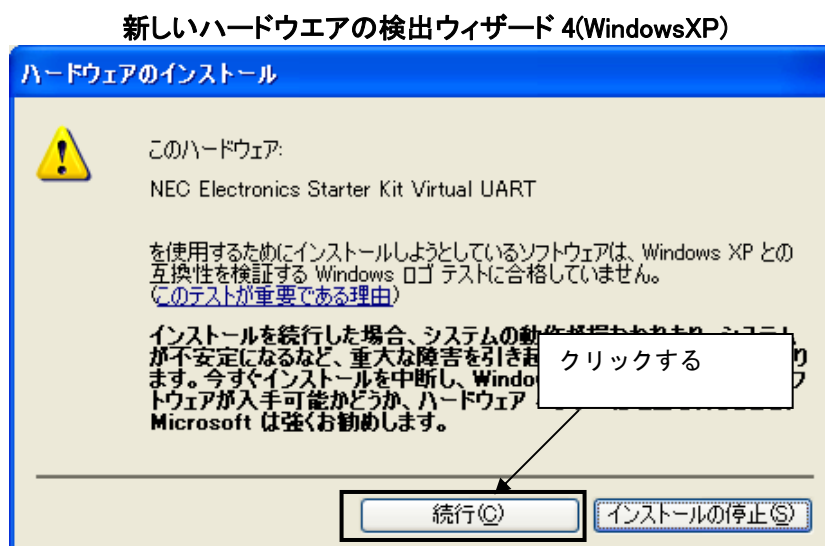 新しいハードウエアの検出ウィザード 4(WindowsXP)
ハードウェアのインストール
このハードウェア:
NEC Electronics Starter Kit Virtual UART
を使用するためにインストールしようとしているソフトウェアは、Windows XP との
互換性を検証する Windows ロゴ テストに合格していません。
(このテストが重要である理由)
インストールを続行した場合、システムの動作が
が不安定になるなど、重大な障害を引き起
ます。今すぐインストールを中断し、Windo
トウェアが入手可能かどうか、ハードウェア
Microsoft は強くお勧めします。
クリックする
続行(C)
インストールの停止(S)